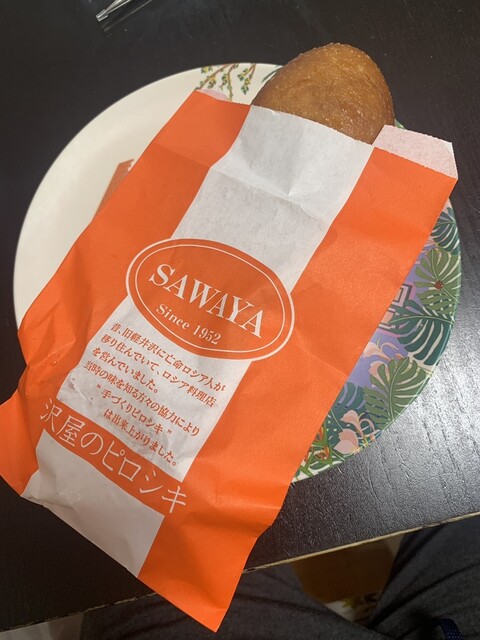 SAWAYA
Since 1952
昔、旧軽井沢に亡命ロシア人が
移り住んでいて、ロシア料理店
を営んでいました。
当時の味を知る方々の協力により
"手づくりピロシキ"
は出来上がりました。
沢屋のピロシキ